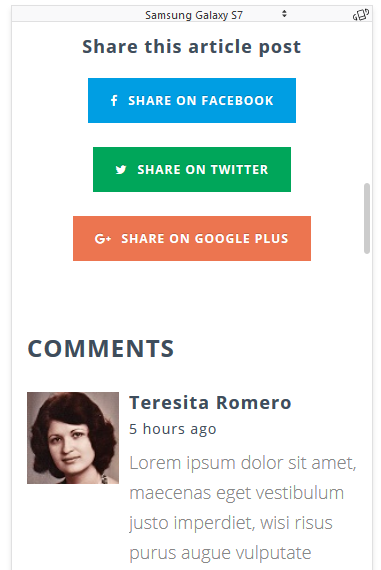 Samsung Galaxy S7
Share this article post
SHARE ON FACEBOOK
SHARE ON TWITTER
G+ SHARE ON GOOGLE PLUS
COMMENTS
Teresita Romero
5 hours ago
Lorem ipsum dolor sit amet,
maecenas eget vestibulum
justo imperdiet, wisi risus
purus augue vulputate